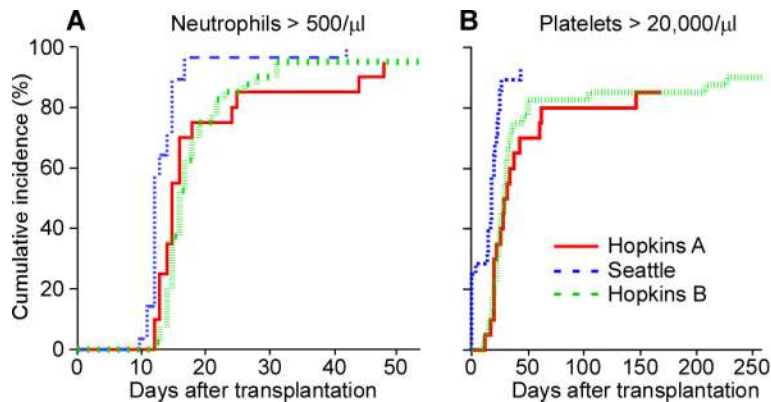 A Neutrophils > 500/μl
B Platelets > 20,000/μl
Cumulative incidence (%)
100
80
60
40
20
0
0 10 20 30 40 50
Days after transplantation
Hopkins A
Seattle
Hopkins B
0 50 100 150 200 250
Days after transplantation